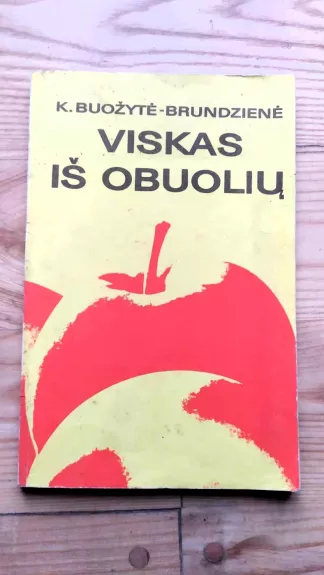 K. BUOŽYTĖ-BRUNDZIENĖ
VISKAS
IŠ OBUOLIŲ